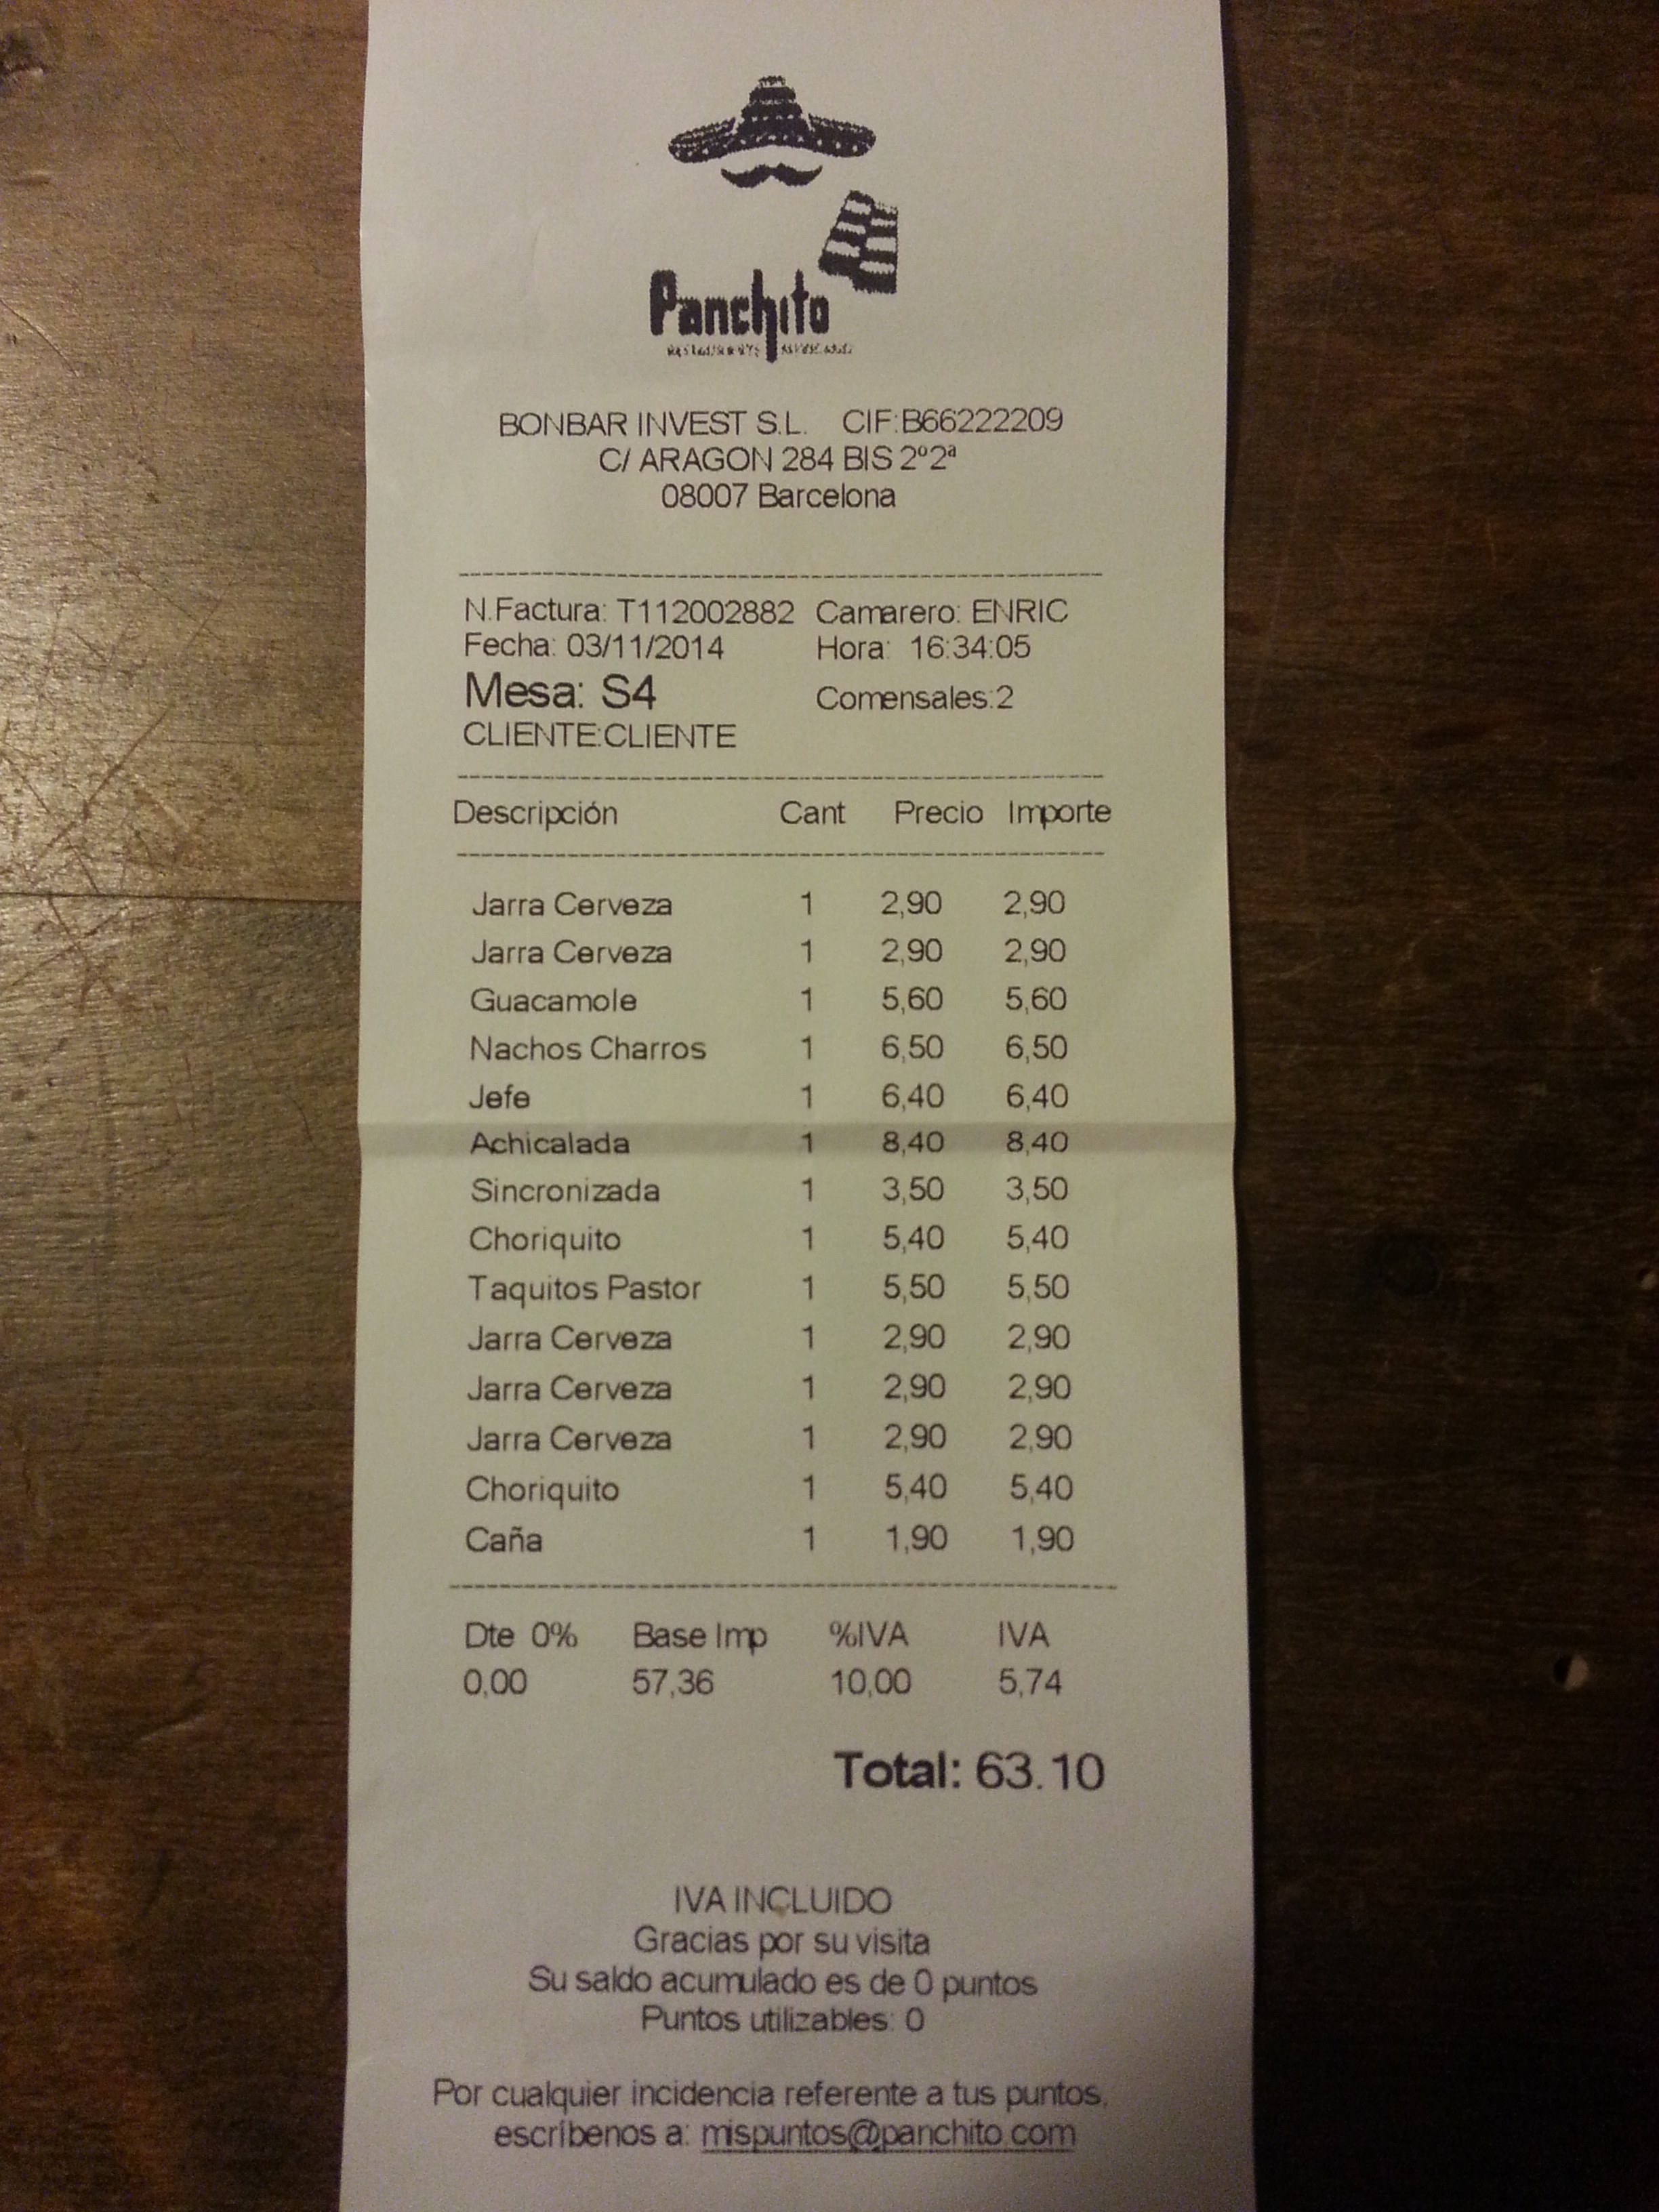 Panchito
BONBAR INVEST S.L. CIF:B66222209
C/ ARAGON 284 BIS 2º2ª
08007 Barcelona
N.Factura: T112002882 Camarero: ENRIC
Fecha: 03/11/2014 Hora: 16:34:05
Mesa: S4 Comensales:2
CLIENTE:CLIENTE
Descripción Cant Precio Importe
Jarra Cerveza 1 2,90 2,90
Jarra Cerveza 1 2,90 2,90
Guacamole 1 5,60 5,60
Nachos Charros 1 6,50 6,50
Jefe 1 6,40 6,40
Achicalada 1 8,40 8,40
Sincronizada 1 3,50 3,50
Choriquito 1 5,40 5,40
Taquitos Pastor 1 5,50 5,50
Jarra Cerveza 1 2,90 2,90
Jarra Cerveza 1 2,90 2,90
Jarra Cerveza 1 2,90 2,90
Choriquito 1 5,40 5,40
Caña 1 1,90 1,90
Dte 0% Base Imp %IVA IVA
0,00 57,36 10,00 5,74
Total: 63.10
IVA INCLUIDO
Gracias por su visita
Su saldo acumulado es de 0 puntos
Puntos utilizables: 0
Por cualquier incidencia referente a tus puntos,
escríbenos a: mispuntos@panchito.com